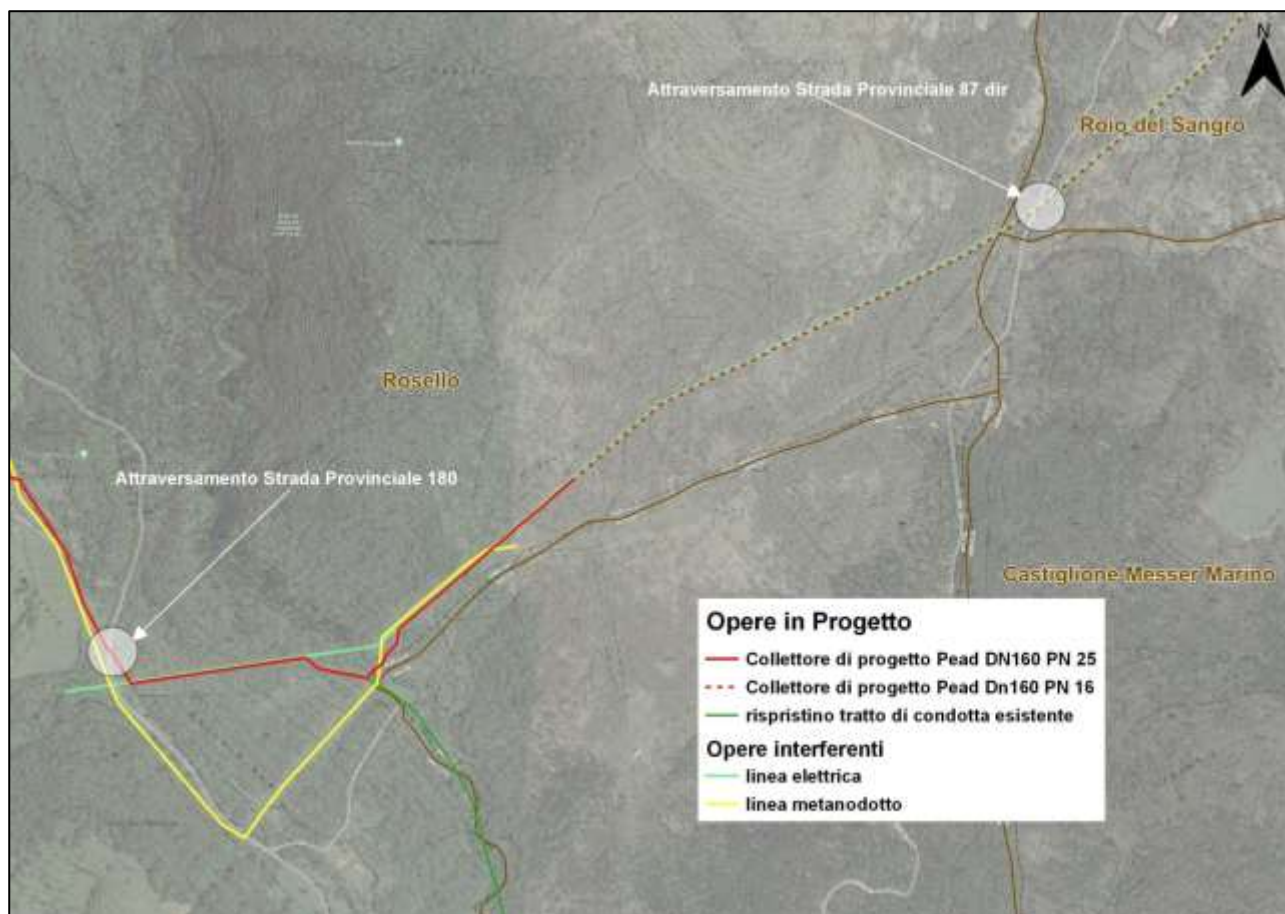 N
Attraversamento Strada Provinciale 87 dir
Roio del Sangro
Rosello
Attraversamento Strada Provinciale 180
Castiglione Messer Marino
Opere in Progetto
Collettore di progetto Pead DN160 PN 25
Collettore di progetto Pead Dn160 PN 16
rispristino tratto di condotta esistente
Opere interferenti
linea elettrica
linea metanodotto